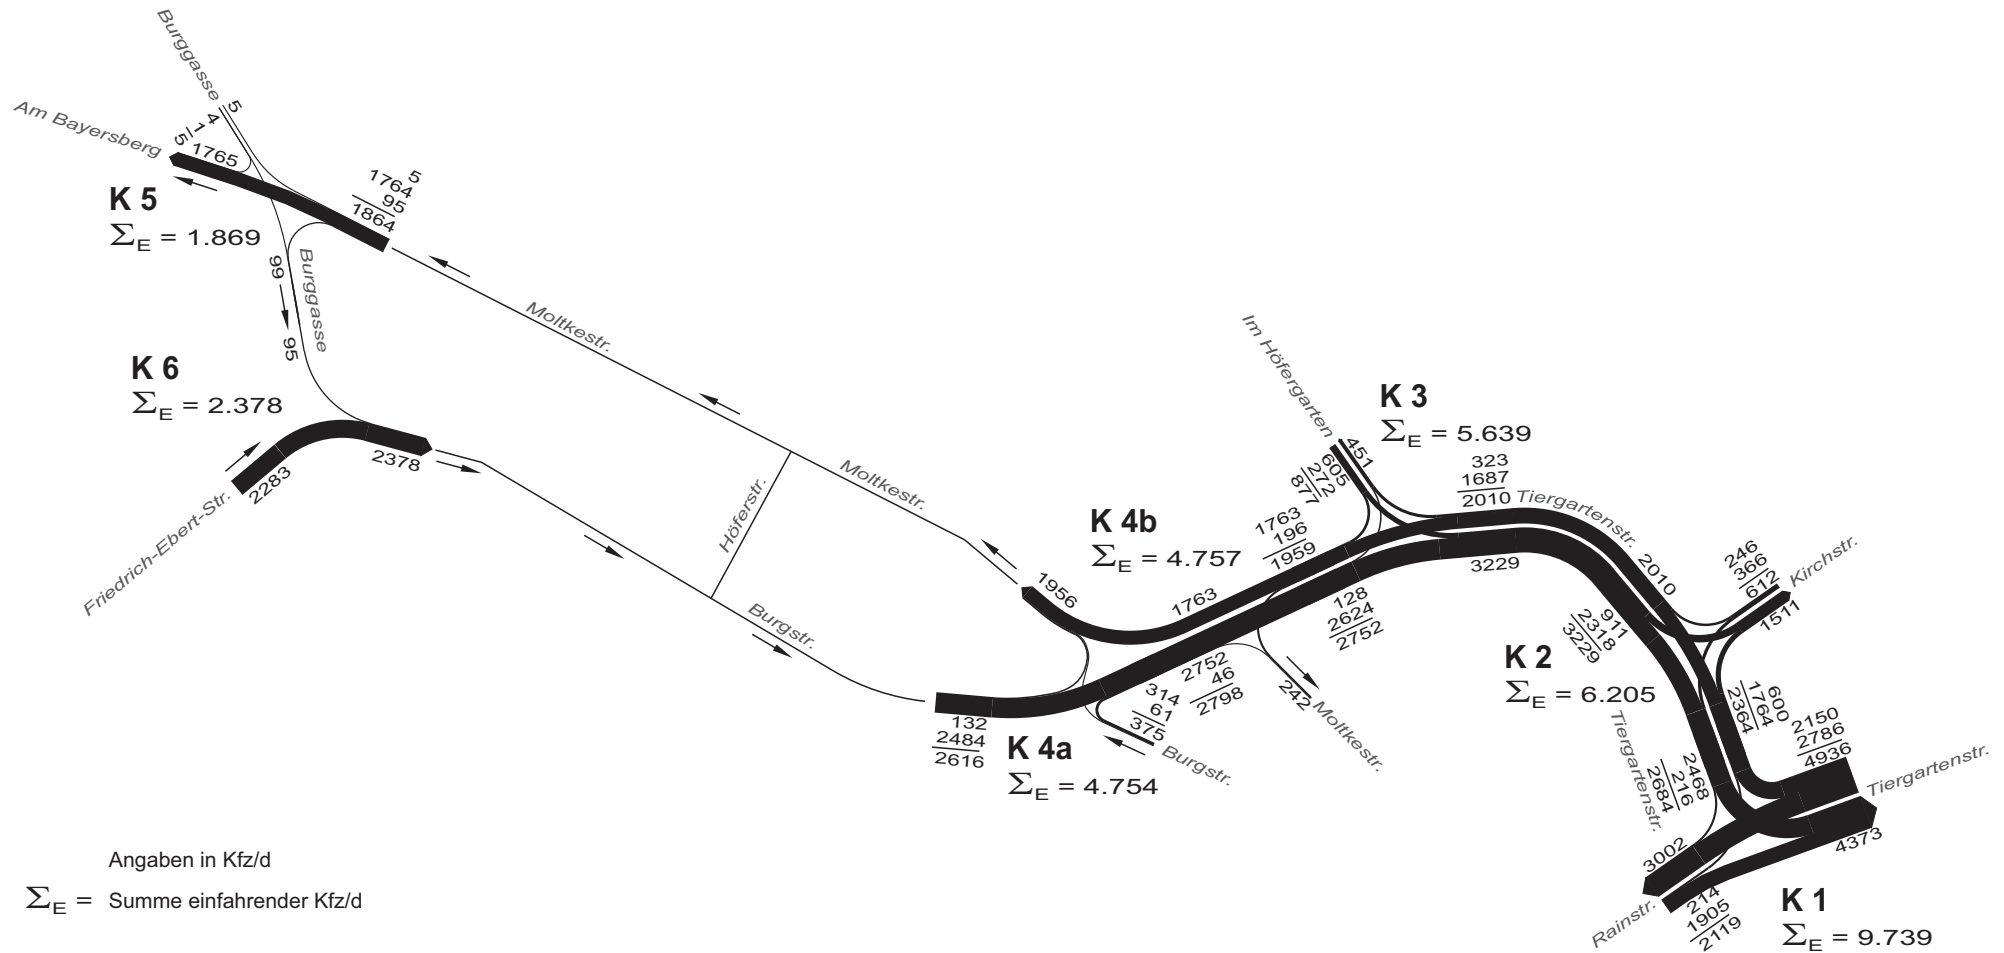 Burggasse
5
4
1
5
Am Bayersberg
1765
K 5
ΣE = 1.869
5
1764
95
1864
99
Burggasse
95
Moltkestr.
K 6
ΣE = 2.378
2283
2378
Friedrich-Ebert-Str.
Höferstr.
Moltkestr.
Burgstr.
Im Höfergarten
451
605
272
877
K 3
ΣE = 5.639
323
1687
2010
Tiergartenstr.
2010
3229
K 4b
ΣE = 4.757
1763
196
1959
1956
1763
128
2624
2752
2752
46
2798
242
Moltkestr.
314
61
375
Burgstr.
132
2484
2616
K 4a
ΣE = 4.754
246
366
612
Kirchstr.
1511
911
2318
3229
K 2
ΣE = 6.205
600
1764
2364
2150
2786
4936
Tiergartenstr.
Tiergartenstr.
2468
216
2684
3002
4373
Rainstr.
214
1905
2119
K 1
ΣE = 9.739
Angaben in Kfz/d
ΣE = Summe einfahrender Kfz/d